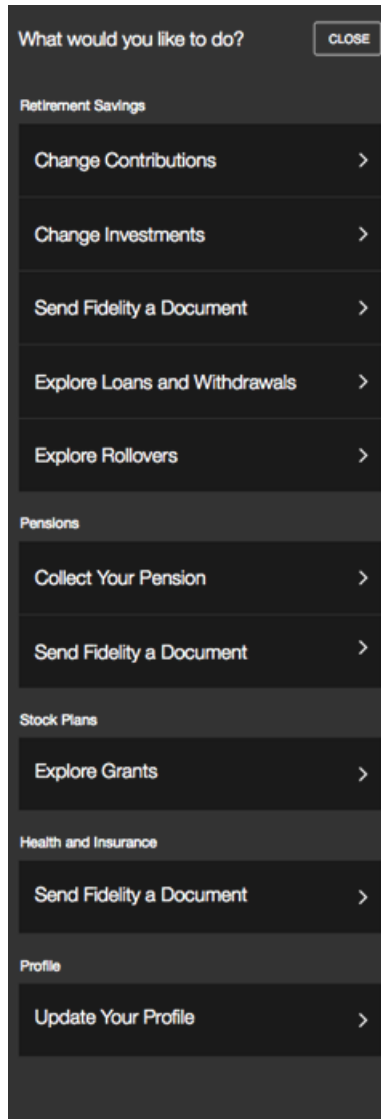 What would you like to do?
CLOSE
Retirement Savings
Change Contributions
Change Investments
Send Fidelity a Document
Explore Loans and Withdrawals
Explore Rollovers
Pensions
Collect Your Pension
Send Fidelity a Document
Stock Plans
Explore Grants
Health and Insurance
Send Fidelity a Document
Profile
Update Your Profile